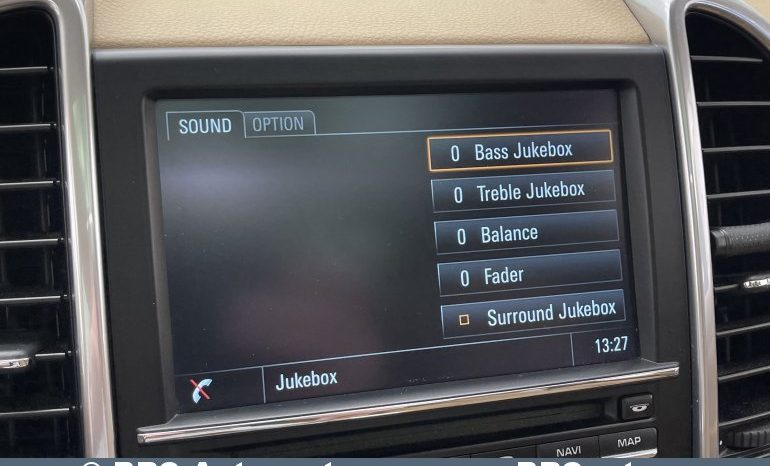 SOUND OPTION
0 Bass Jukebox
0 Treble Jukebox
0 Balance
0 Fader
Surround Jukebox
13:27
Jukebox
NAVI MAP